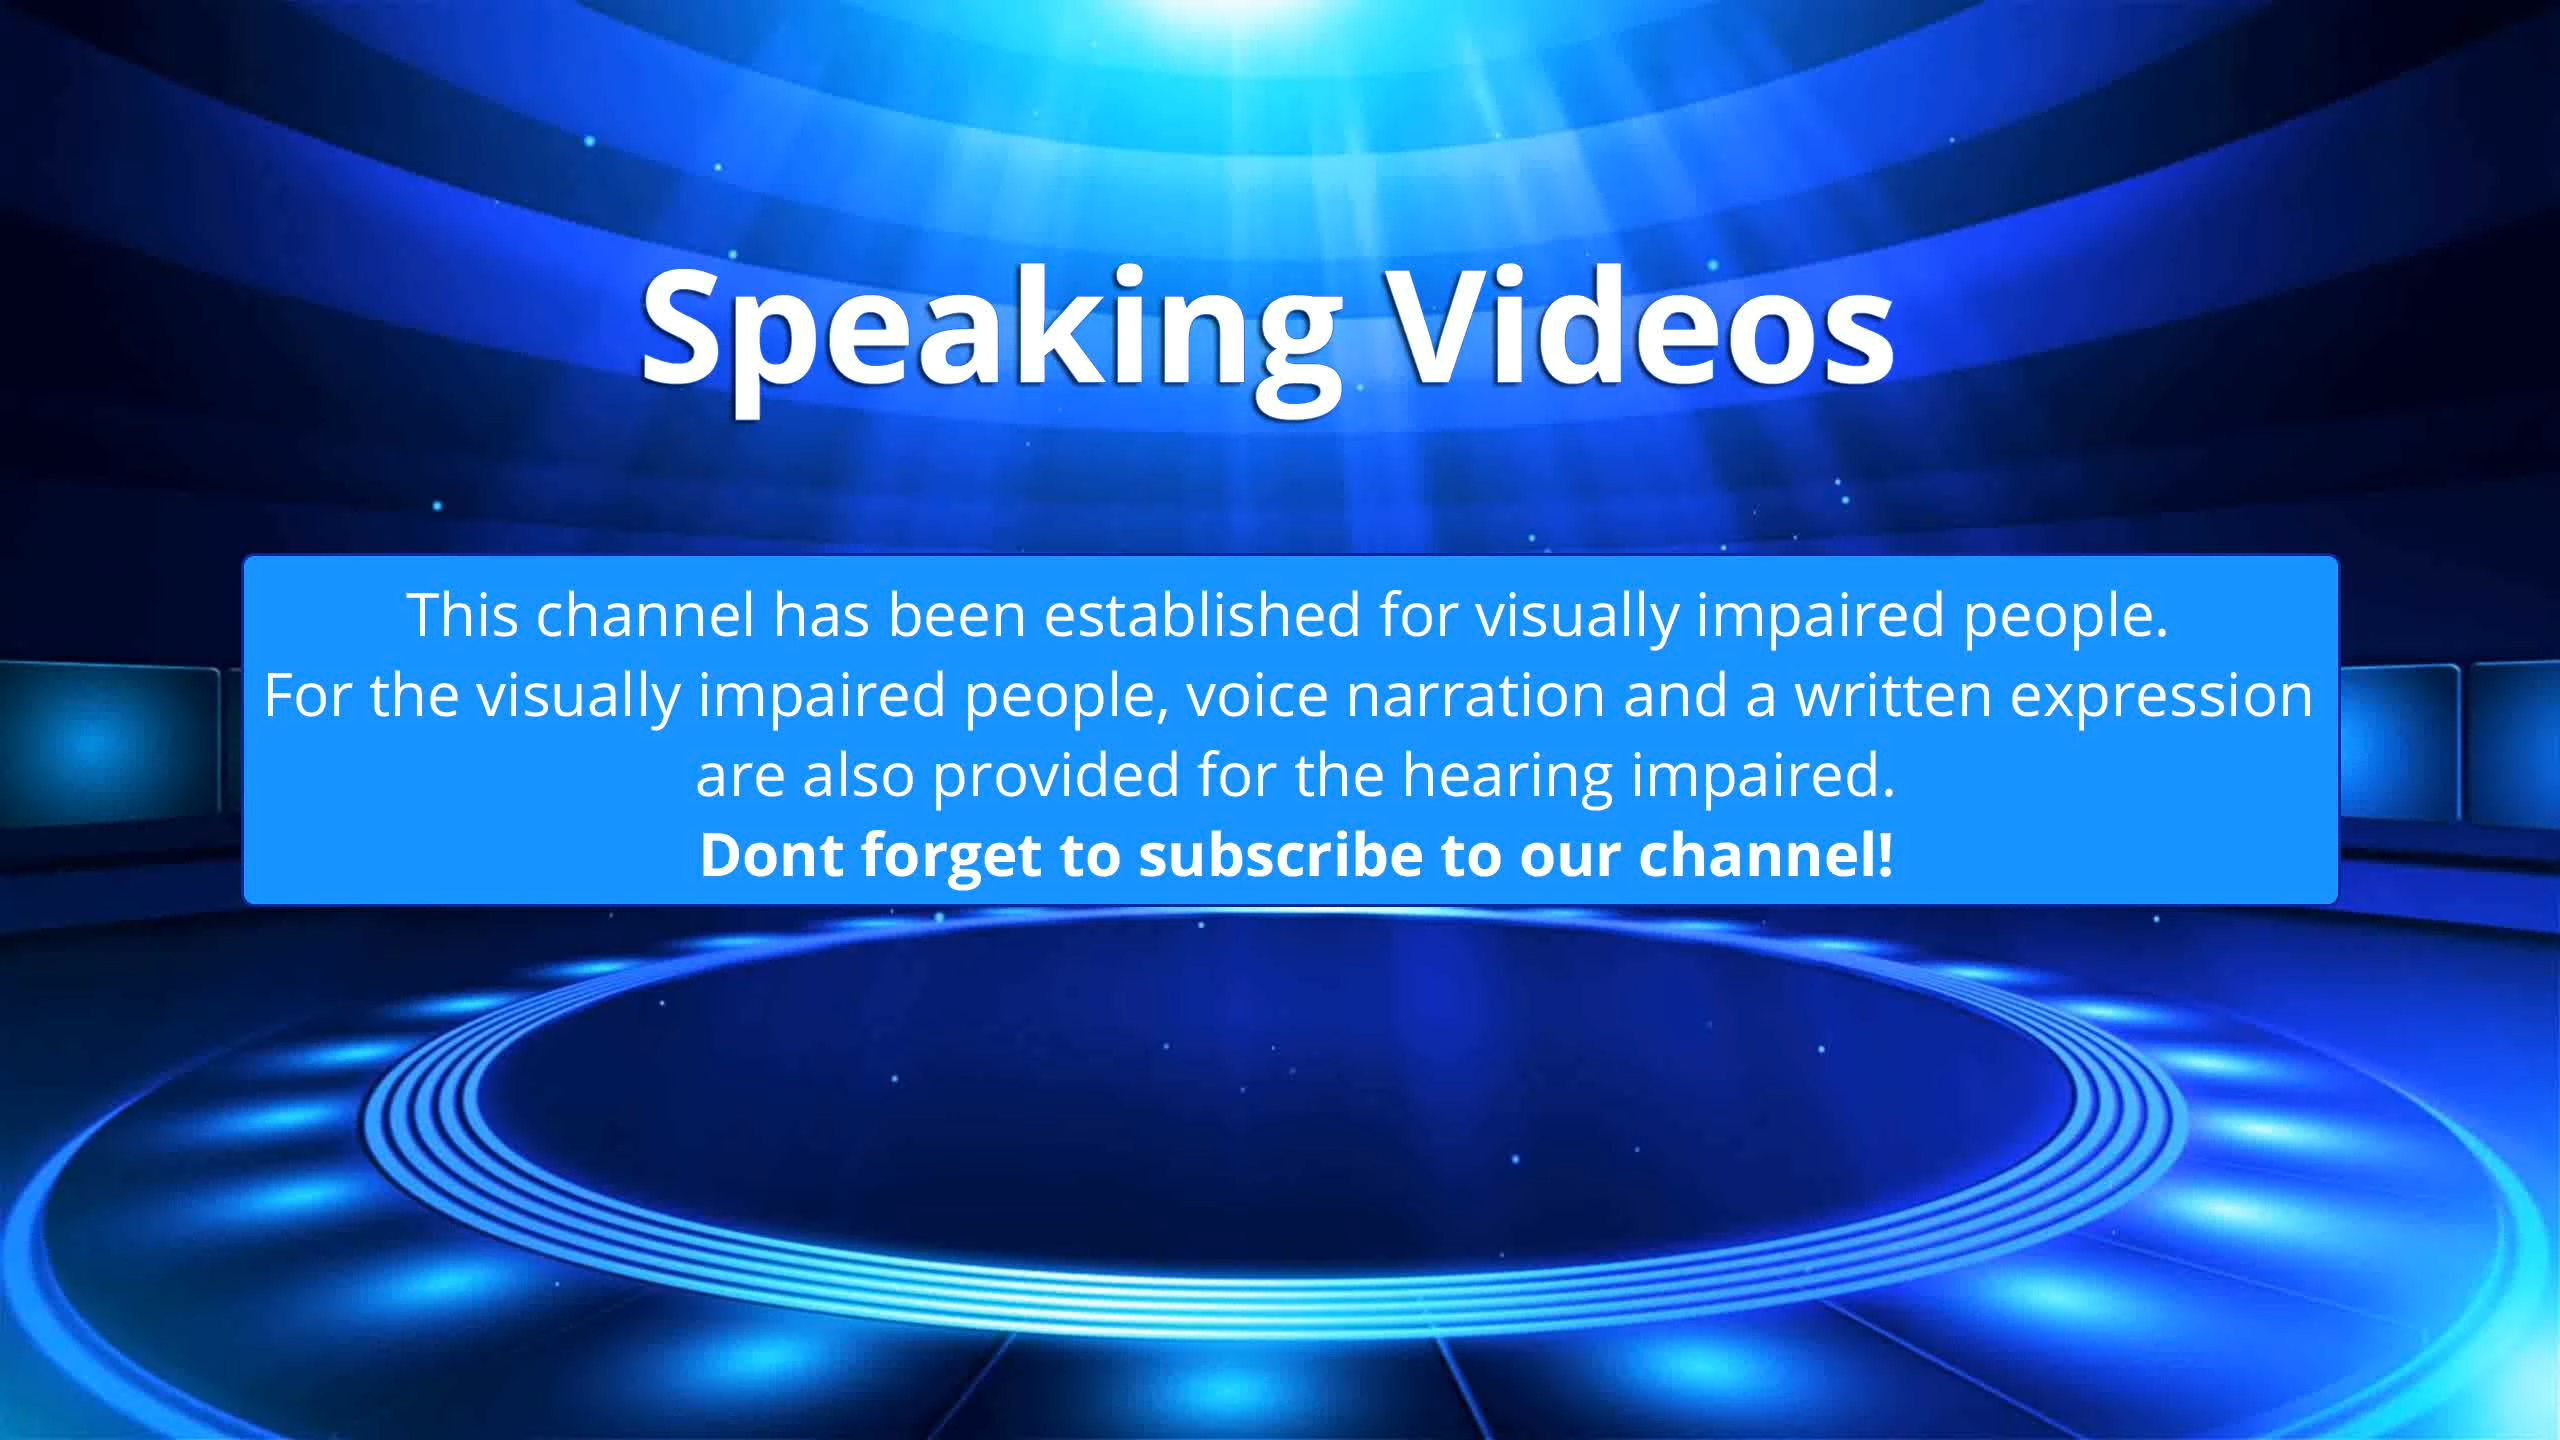 Speaking Videos
This channel has been established for visually impaired people.
For the visually impaired people, voice narration and a written expression
are also provided for the hearing impaired.
Dont forget to subscribe to our channel!